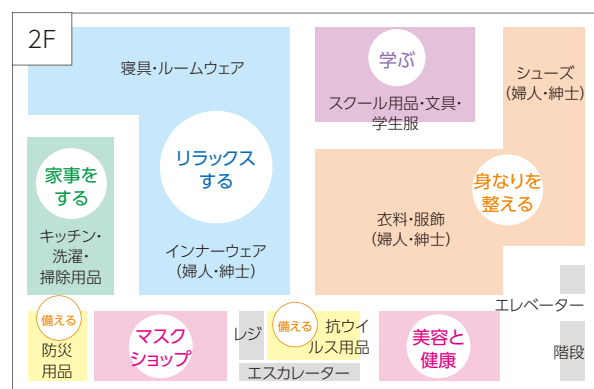 2F
寝具・ルームウェア
リラックス
する
インナーウェア
(婦人・紳士)
学ぶ
スクール用品・文具・
学生服
シューズ
(婦人・紳士)
身なりを
整える
衣料・服飾
(婦人・紳士)
家事を
する
キッチン・
洗濯・
掃除用品
備える
防災
用品
マスク
ショップ
レジ
備える
抗ウイ
ルス用品
エスカレーター
美容と
健康
エレベーター
階段